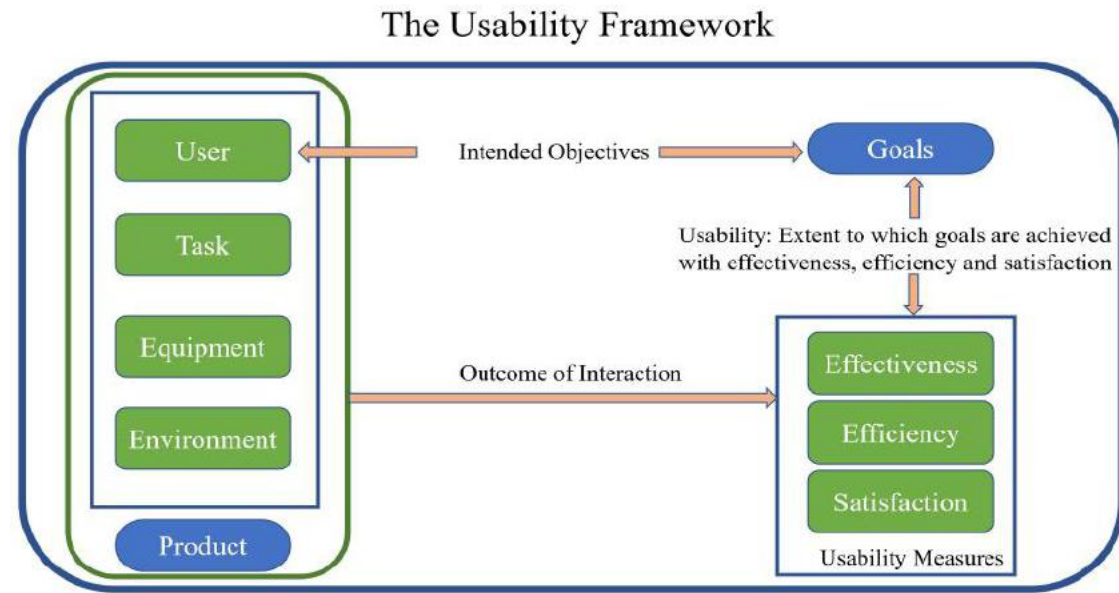 The Usability Framework
User
Intended Objectives
Goals
Task
Usability: Extent to which goals are achieved
with effectiveness, efficiency and satisfaction
Equipment
Outcome of Interaction
Effectiveness
Environment
Efficiency
Satisfaction
Product
Usability Measures